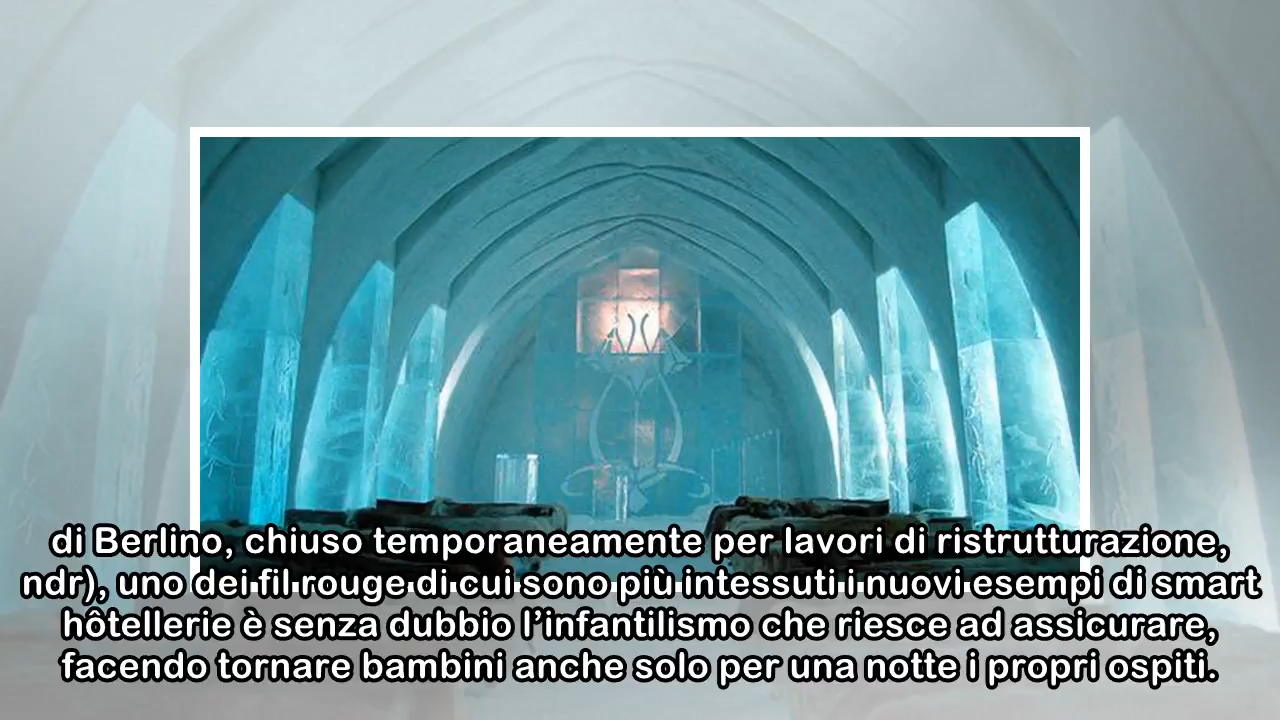 di Berlino, chiuso temporaneamente per lavori di ristrutturazione,
ndr), uno dei fil rouge di cui sono più intessuti i nuovi esempi di smart
hôtellerie è senza dubbio l’infantilismo che riesce ad assicurare,
facendo tornare bambini anche solo per una notte i propri ospiti.